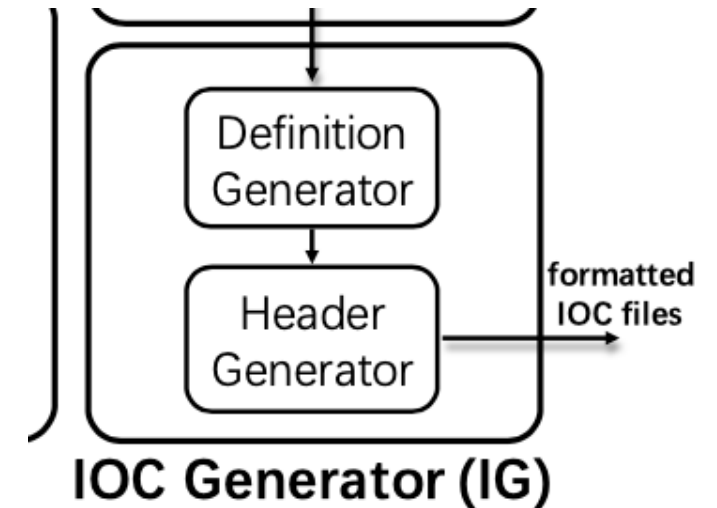 Definition
Generator
Header
Generator
formatted
IOC files
IOC Generator (IG)